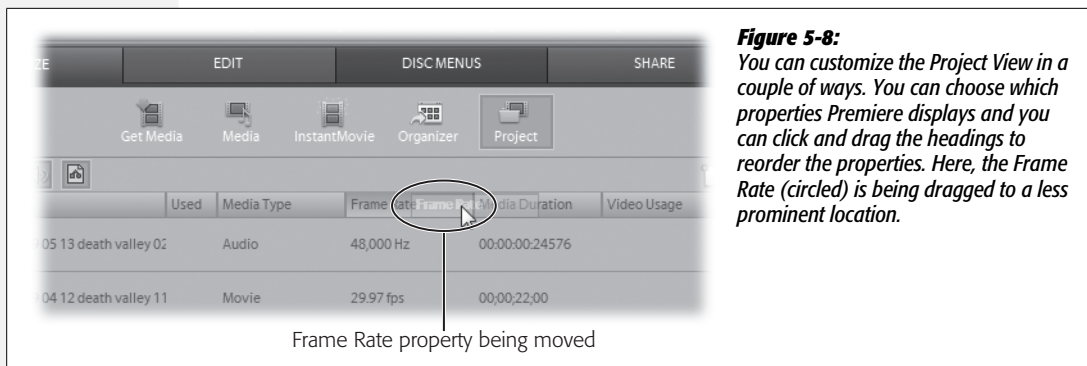 EDIT DISC MENUS SHARE
Get Media Media InstantMovie Organizer Project
Used Media Type Frame Rate Frame Media Duration Video Usage
05 13 death valley 02 Audio 48,000 Hz 00:00:00:24576
04 12 death valley 11 Movie 29.97 fps 00;00;22;00
Frame Rate property being moved
Figure 5-8:
You can customize the Project View in a
couple of ways. You can choose which
properties Premiere displays and you
can click and drag the headings to
reorder the properties. Here, the Frame
Rate (circled) is being dragged to a less
prominent location.